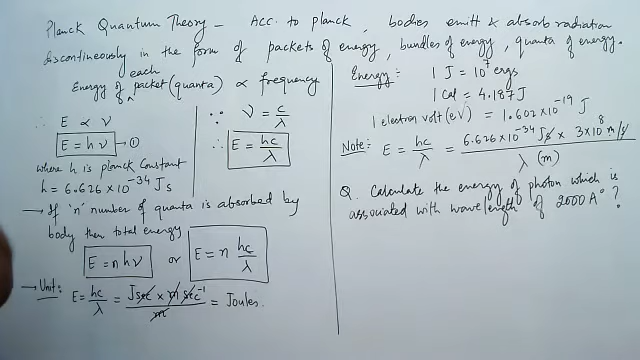 Planck Quantum Theory - Acc. to planck, bodies emitt & absorb radiation
discontinously in the form of packets of energy, bundles of energy, quanta of energy.
Energy of each packet (quanta) ∝ frequency
∴ E ∝ ν
E = hν —①
where h is planck Constant
h = 6.626 × 10⁻³⁴ Js
∵ ν = c/λ
∴ E = hc/λ
→ If 'n' number of quanta is absorbed by
body then total energy
E = nhν or E = n hc/λ
→ Unit: E = hc/λ = Jsec × m sec⁻¹ / m = Joules.
Energy: 1 J = 10⁷ ergs
1 Cal = 4.187 J
1 electron volt (eV) = 1.602 × 10⁻¹⁹ J
Note: E = hc/λ = 6.626 × 10⁻³⁴ Js × 3 × 10⁸ m/s / λ (m)
Q. Calculate the energy of photon which is
associated with wavelength of 2000 A° ?